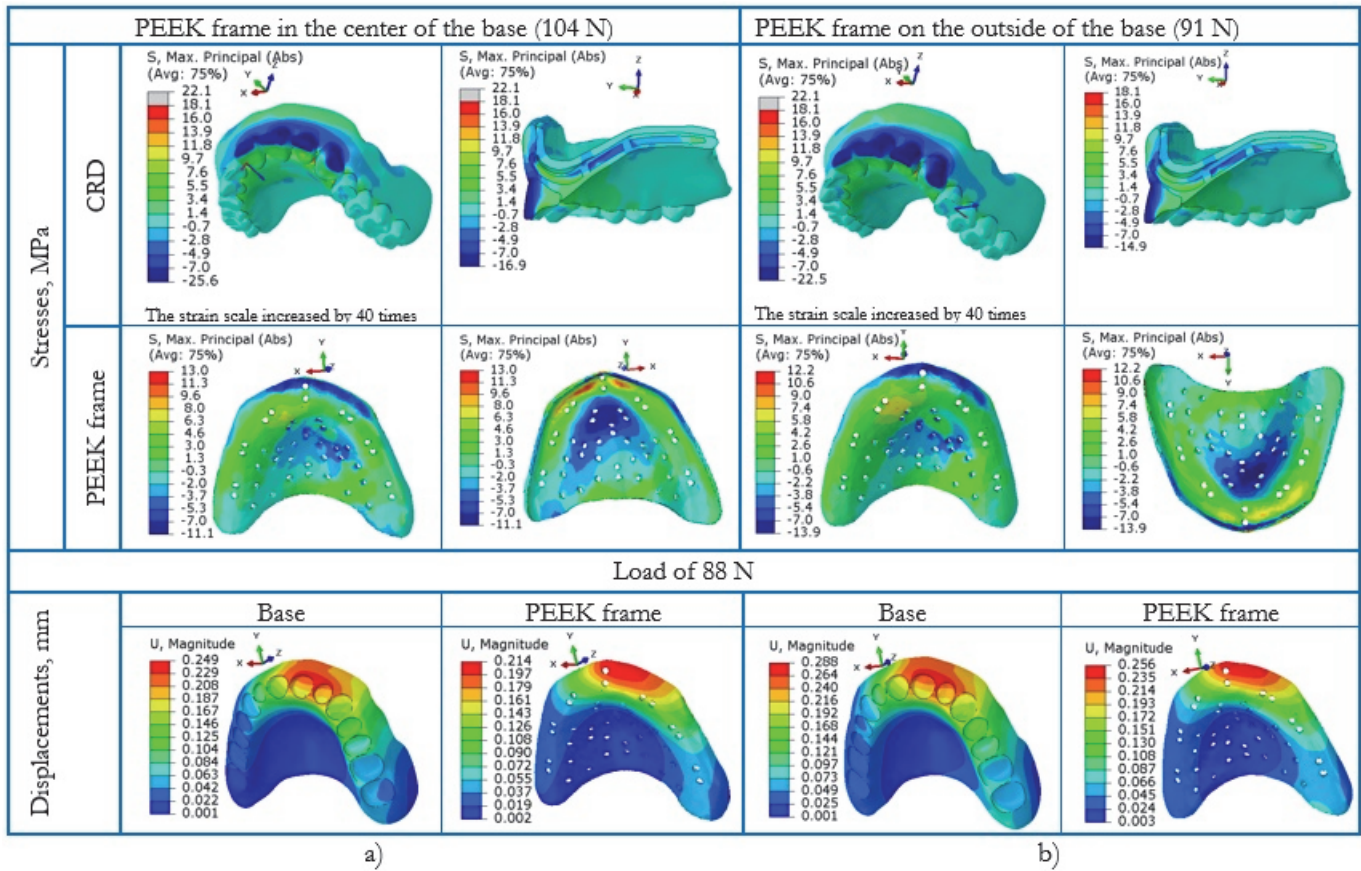 PEEK frame in the center of the base (104 N)
PEEK frame on the outside of the base (91 N)
Stresses, MPa
CRD
S, Max. Principal (Abs)
(Avg: 75%)
22.1
18.1
16.0
13.9
11.8
9.7
7.6
5.5
3.4
1.4
-0.7
-2.8
-4.9
-7.0
-25.6
X
Y
Z
The strain scale increased by 40 times
S, Max. Principal (Abs)
(Avg: 75%)
22.1
18.1
16.0
13.9
11.8
9.7
7.6
5.5
3.4
1.4
-0.7
-2.8
-4.9
-7.0
-16.9
Z
Y
X
S, Max. Principal (Abs)
(Avg: 75%)
22.1
18.1
16.0
13.9
11.8
9.7
7.6
5.5
3.4
1.4
-0.7
-2.8
-4.9
-7.0
-22.5
X
Y
Z
The strain scale increased by 40 times
S, Max. Principal (Abs)
(Avg: 75%)
22.1
18.1
16.0
13.9
11.8
9.7
7.6
5.5
3.4
1.4
-0.7
-2.8
-4.9
-7.0
-14.9
Z
Y
X
PEEK frame
S, Max. Principal (Abs)
(Avg: 75%)
13.0
11.3
9.6
8.0
6.3
4.6
3.0
1.3
-0.3
-2.0
-3.7
-5.3
-7.0
-11.1
Y
X
Z
S, Max. Principal (Abs)
(Avg: 75%)
13.0
11.3
9.6
8.0
6.3
4.6
3.0
1.3
-0.3
-2.0
-3.7
-5.3
-7.0
-11.1
Y
Z
X
S, Max. Principal (Abs)
(Avg: 75%)
12.2
10.6
9.0
7.4
5.8
4.2
2.6
1.0
-0.6
-2.2
-3.8
-5.4
-7.0
-13.9
Y
X
Z
S, Max. Principal (Abs)
(Avg: 75%)
12.2
10.6
9.0
7.4
5.8
4.2
2.6
1.0
-0.6
-2.2
-3.8
-5.4
-7.0
-13.9
X
Z
Y
Load of 88 N
Displacements, mm
Base
U, Magnitude
0.249
0.229
0.208
0.187
0.167
0.146
0.125
0.104
0.084
0.063
0.042
0.022
0.001
Y
X
Z
PEEK frame
U, Magnitude
0.214
0.197
0.179
0.161
0.143
0.126
0.108
0.090
0.072
0.055
0.037
0.019
0.002
Y
X
Z
Base
U, Magnitude
0.288
0.264
0.240
0.216
0.192
0.168
0.144
0.121
0.097
0.073
0.049
0.025
0.001
Y
X
Z
PEEK frame
U, Magnitude
0.256
0.235
0.214
0.193
0.172
0.151
0.130
0.108
0.087
0.066
0.045
0.024
0.003
Y
X
Z
a)
b)